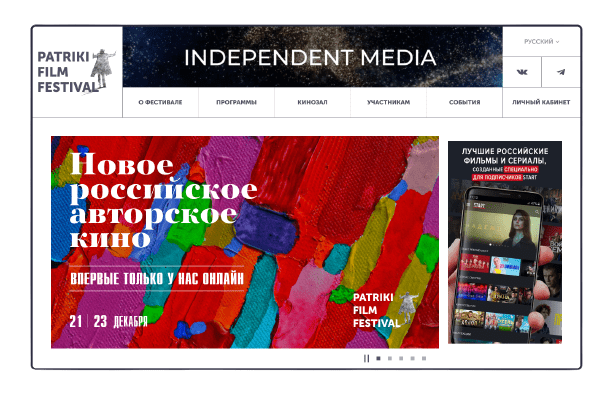 PATRIKI
FILM
FESTIVAL
INDEPENDENT MEDIA
РУССКИЙ
О ФЕСТИВАЛЕ
ПРОГРАММЫ
КИНОЗАЛ
УЧАСТНИКАМ
СОБЫТИЯ
ЛИЧНЫЙ КАБИНЕТ
Новое
российское
авторское
кино
ВПЕРВЫЕ ТОЛЬКО У НАС ОНЛАЙН
21 | 23 ДЕКАБРЯ
PATRIKI
FILM
FESTIVAL
ЛУЧШИЕ РОССИЙСКИЕ
ФИЛЬМЫ И СЕРИАЛЫ,
СОЗДАННЫЕ СПЕЦИАЛЬНО
ДЛЯ ПОДПИСЧИКОВ START
START